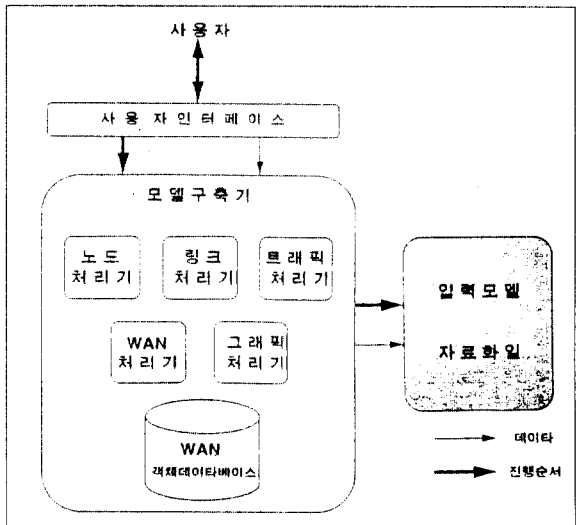 사용자
사용자인터페이스
모델구축기
노드
처리기
링크
처리기
트래픽
처리기
WAN
처리기
그래픽
처리기
WAN
객체데이타베이스
입력모델
자료화일
데이타
진행순서